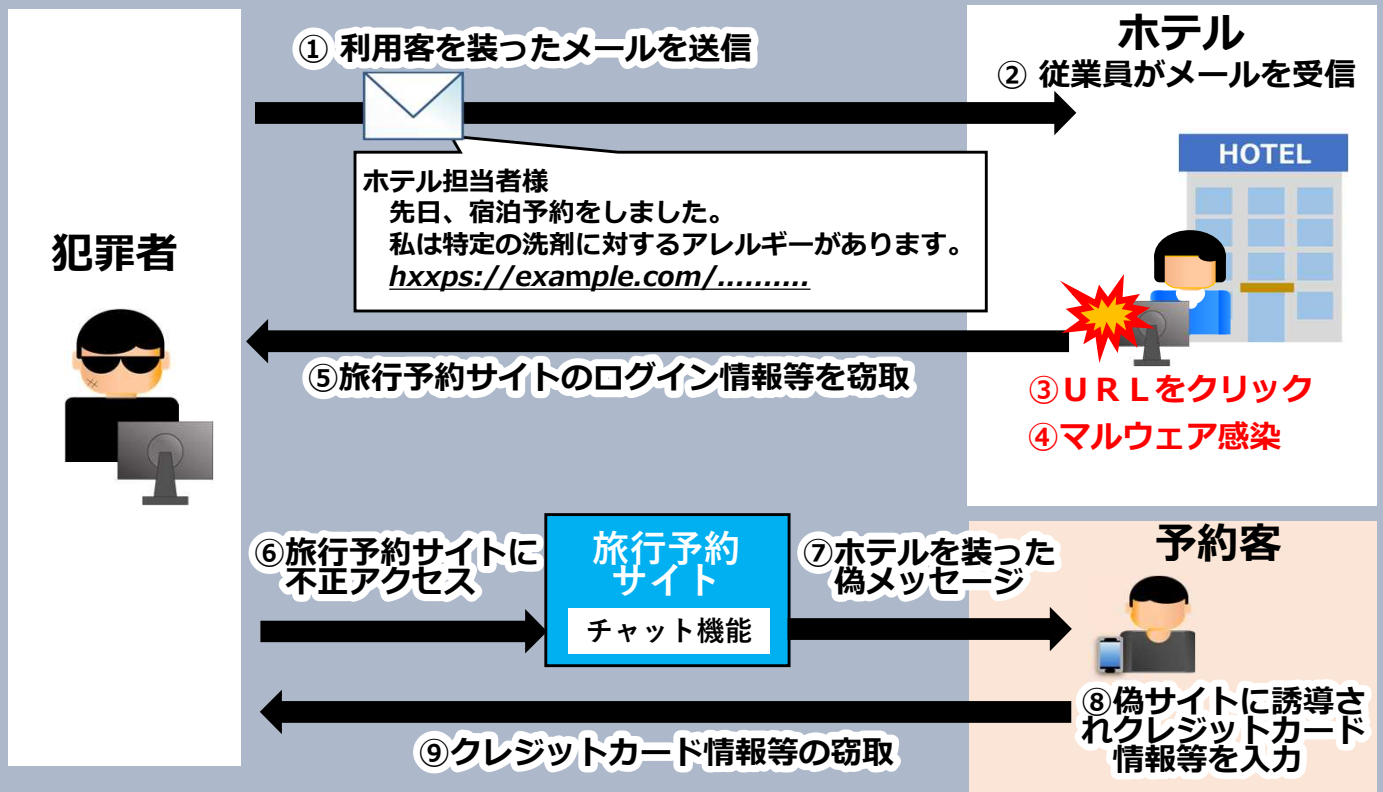 ① 利用客を装ったメールを送信
ホテル
② 従業員がメールを受信
HOTEL
ホテル担当者様
先日、宿泊予約をしました。
私は特定の洗剤に対するアレルギーがあります。
hxxps://example.com/..........
犯罪者
⑤旅行予約サイトのログイン情報等を窃取
③ＵＲＬをクリック
④マルウェア感染
⑥旅行予約サイトに
不正アクセス
旅行予約
サイト
チャット機能
⑦ホテルを装った
偽メッセージ
予約客
⑧偽サイトに誘導さ
れクレジットカード
情報等を入力
⑨クレジットカード情報等の窃取